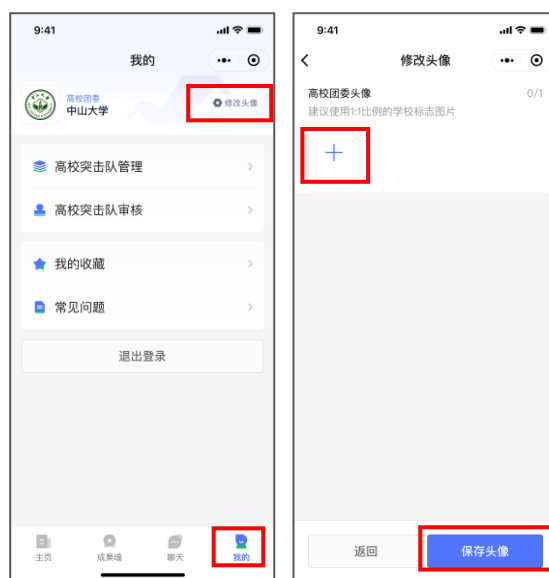 9:41
我的
高校团委
中山大学
修改头像
高校突击队管理
高校突击队审核
我的收藏
常见问题
退出登录
主页
成果墙
聊天
我的
9:41
修改头像
高校团委头像
0/1
建议使用1:1比例的学校标志图片
返回
保存头像